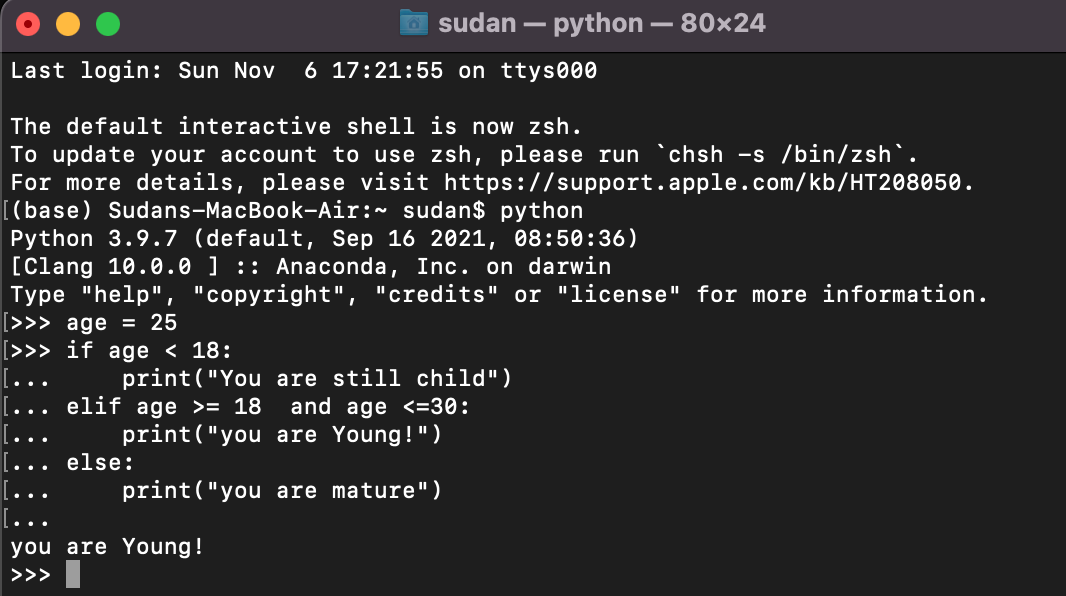 sudan — python — 80×24
Last login: Sun Nov  6 17:21:55 on ttys000
The default interactive shell is now zsh.
To update your account to use zsh, please run `chsh -s /bin/zsh`.
For more details, please visit https://support.apple.com/kb/HT208050.
[(base) Sudans-MacBook-Air:~ sudan$ python
Python 3.9.7 (default, Sep 16 2021, 08:50:36)
[Clang 10.0.0 ] :: Anaconda, Inc. on darwin
Type "help", "copyright", "credits" or "license" for more information.
[>>> age = 25
[>>> if age < 18:
[...     print("You are still child")
[... elif age >= 18  and age <=30:
[...     print("you are Young!")
[... else:
[...     print("you are mature")
[...
you are Young!
>>>